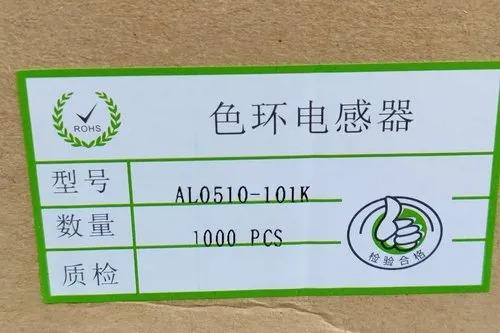 ROHS
色环电感器
型号
AL0510-101K
数量
1000 PCS
质检
检验合格